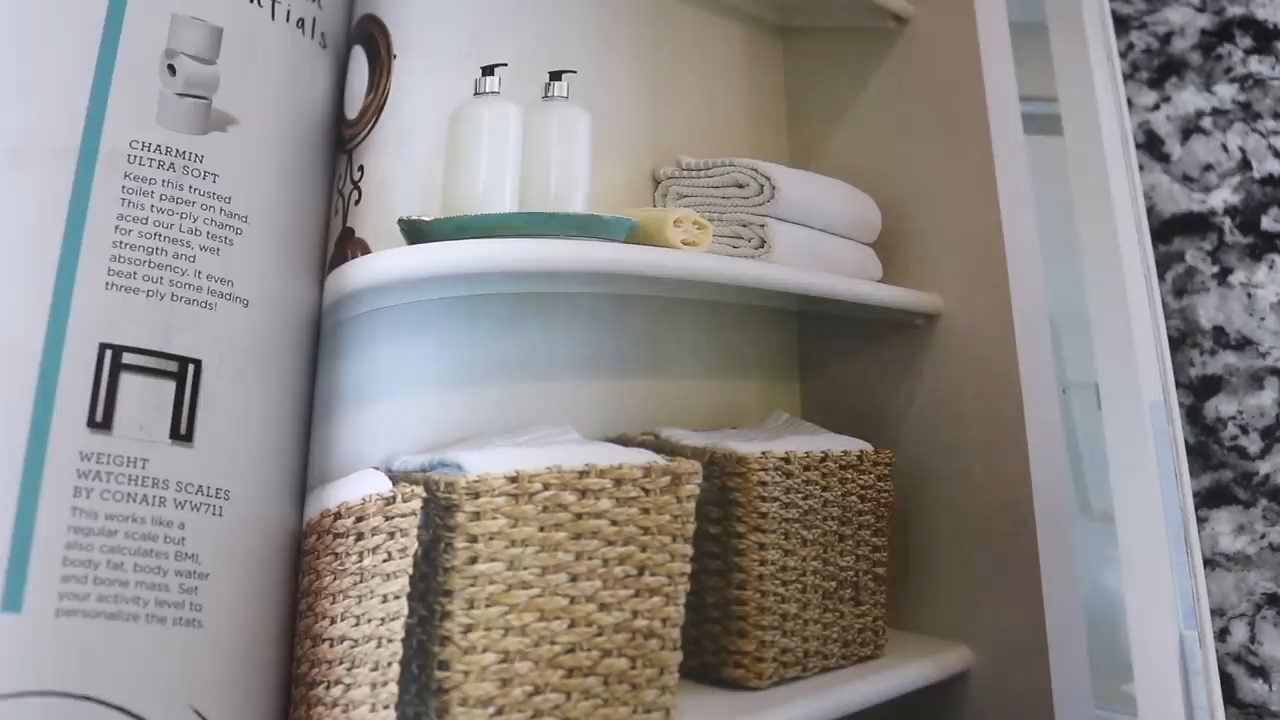 ntials
CHARMIN
ULTRA SOFT
Keep this trusted
toilet paper on hand.
This two-ply champ
aced our Lab tests
for softness, wet
strength and
absorbency. It even
beat out some leading
three-ply brands!
WEIGHT
WATCHERS SCALES
BY CONAIR WW711
This works like a
regular scale but
also calculates BMI,
body fat, body water
and bone mass. Set
your activity level to
personalize the stats.